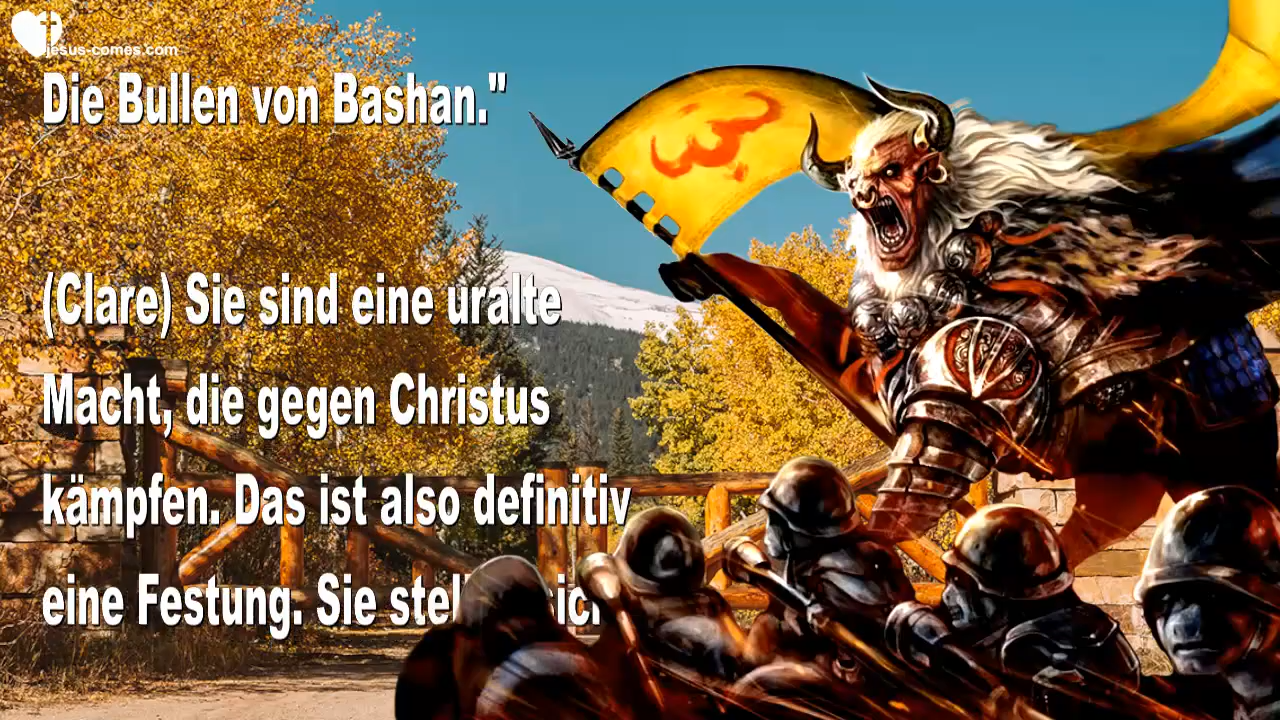 jesus-comes.com
Die Bullen von Bashan."
(Clare) Sie sind eine uralte
Macht, die gegen Christus
kämpfen. Das ist also definitiv
eine Festung. Sie